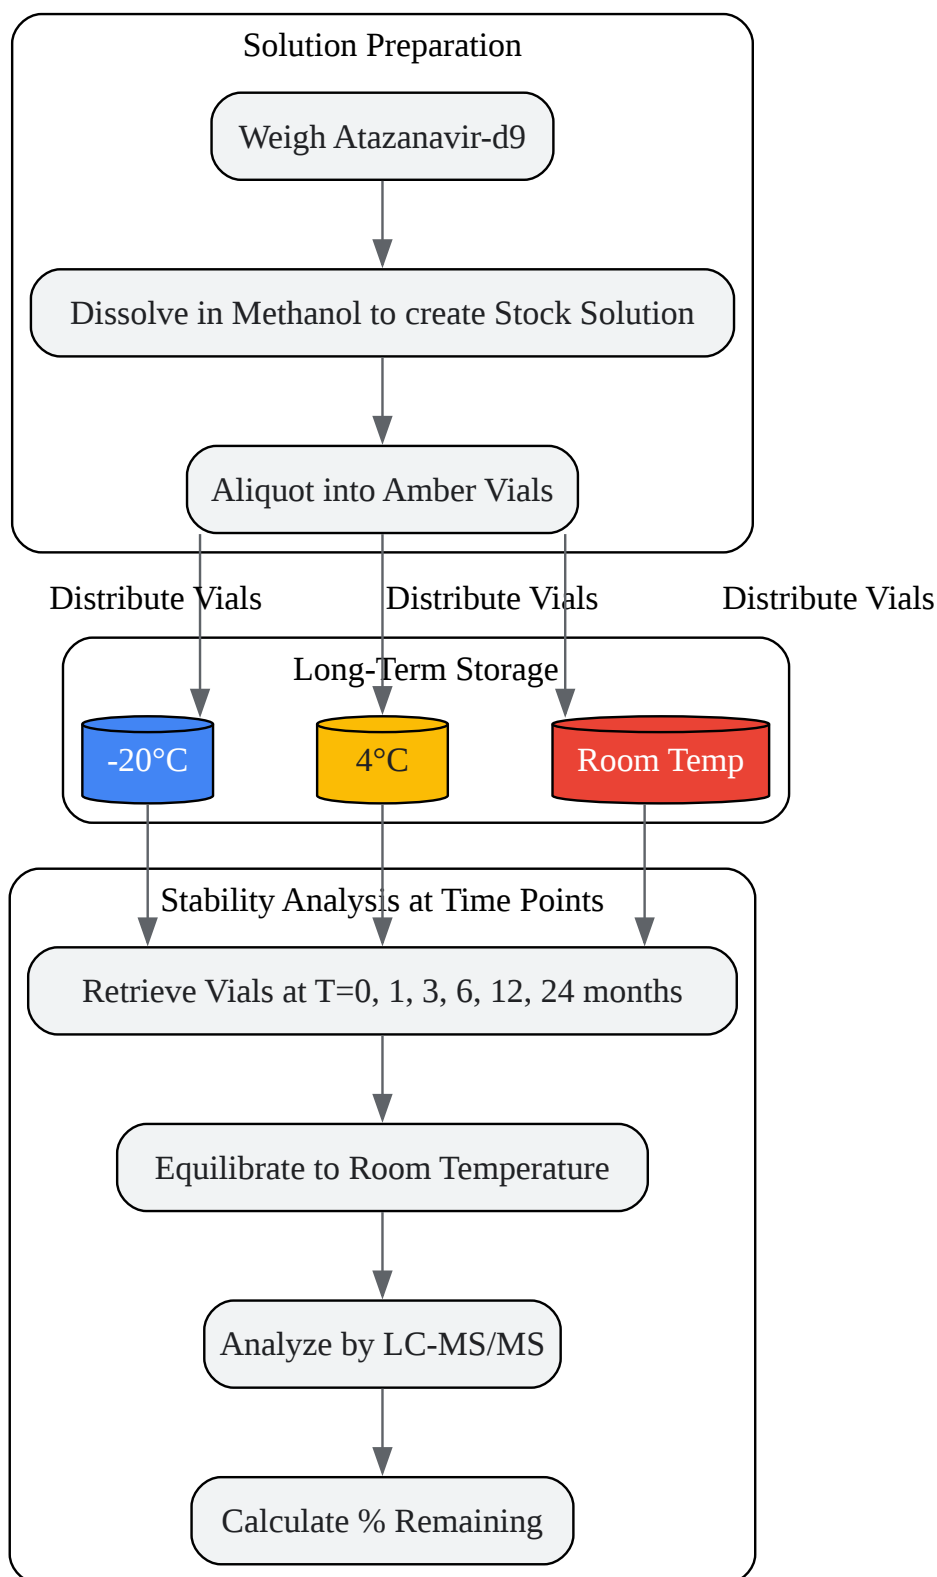 Solution Preparation
Weigh Atazanavir-d9
Dissolve in Methanol to create Stock Solution
Aliquot into Amber Vials
Distribute Vials
Distribute Vials
Distribute Vials
Long-Term Storage
-20°C
4°C
Room Temp
Stability Analysis at Time Points
Retrieve Vials at T=0, 1, 3, 6, 12, 24 months
Equilibrate to Room Temperature
Analyze by LC-MS/MS
Calculate % Remaining